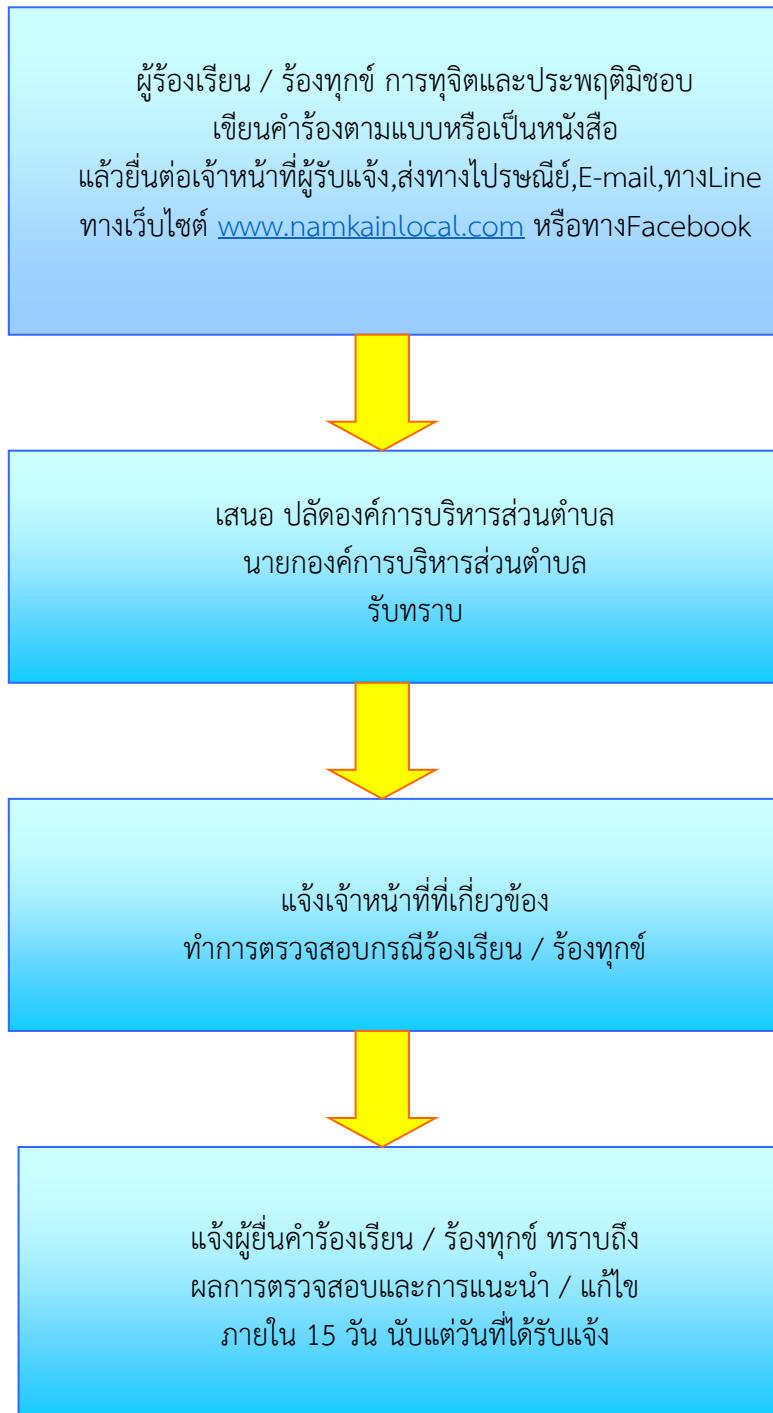 ผู้ร้องเรียน / ร้องทุกข์ การทุจิตและประพฤติมิชอบ
เขียนคำร้องตามแบบหรือเป็นหนังสือ
แล้วยื่นต่อเจ้าหน้าที่ผู้รับแจ้ง,ส่งทางไปรษณีย์,E-mail,ทางLine
ทางเว็บไซต์ www.namkainlocal.com หรือทางFacebook
เสนอ ปลัดองค์การบริหารส่วนตำบล
นายกองค์การบริหารส่วนตำบล
รับทราบ
แจ้งเจ้าหน้าที่ที่เกี่ยวข้อง
ทำการตรวจสอบกรณีร้องเรียน / ร้องทุกข์
แจ้งผู้ยื่นคำร้องเรียน / ร้องทุกข์ ทราบถึง
ผลการตรวจสอบและการแนะนำ / แก้ไข
ภายใน 15 วัน นับแต่วันที่ได้รับแจ้ง